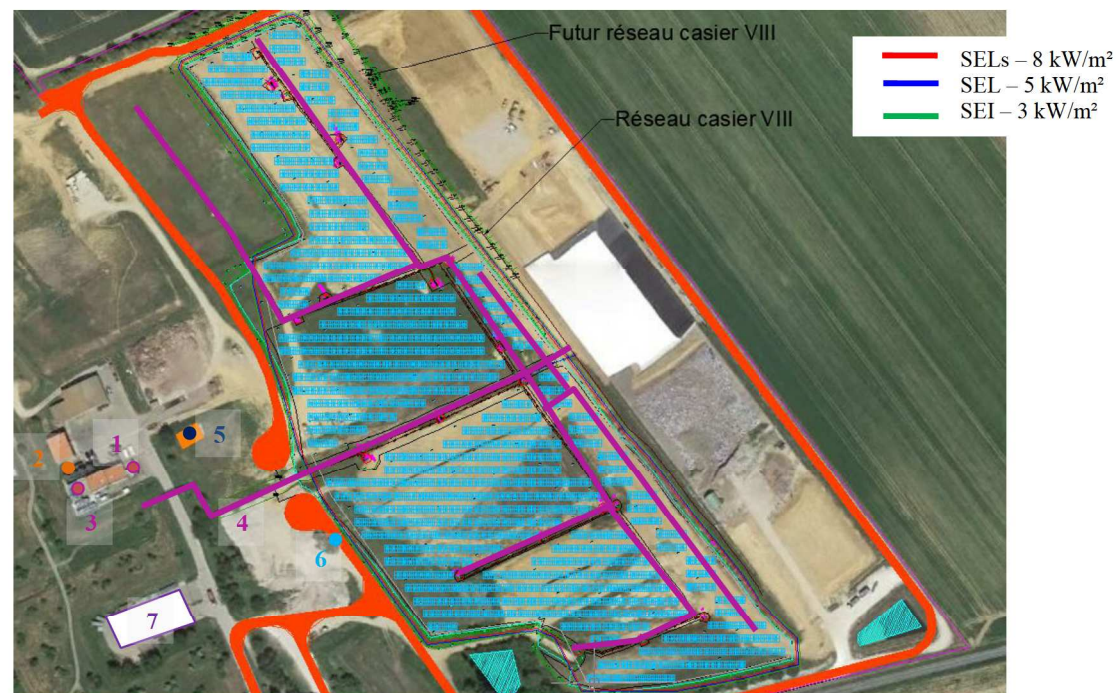 Futur réseau casier VIII
SELs – 8 kW/m²
SEL – 5 kW/m²
SEI – 3 kW/m²
Réseau casier VIII
1
5
2
3
4
6
7